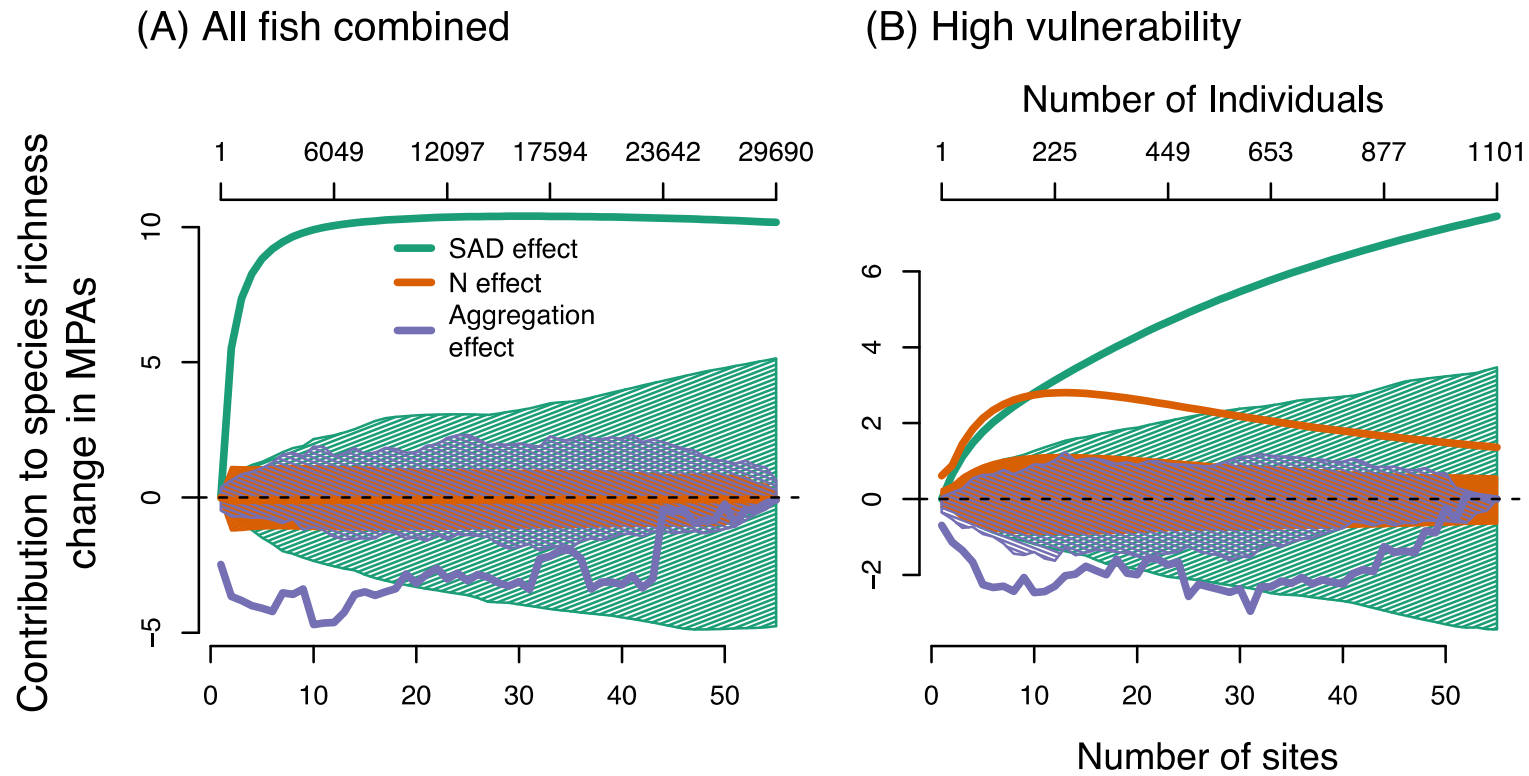 (A) All fish combined
(B) High vulnerability
Number of Individuals
1 6049 12097 17594 23642 29690
1 225 449 653 877 1101
Contribution to species richness
change in MPAs
10
5
0
−5
SAD effect
N effect
Aggregation
effect
6
4
2
0
−2
0 10 20 30 40 50
0 10 20 30 40 50
Number of sites